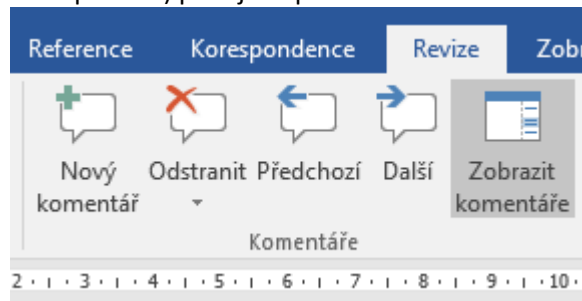 Reference Korespondence Revize
Nový komentář
Odstranit
Předchozí
Další
Zobrazit komentáře
Komentáře
2 · 3 · 4 · 5 · 6 · 7 · 8 · 9 · 10